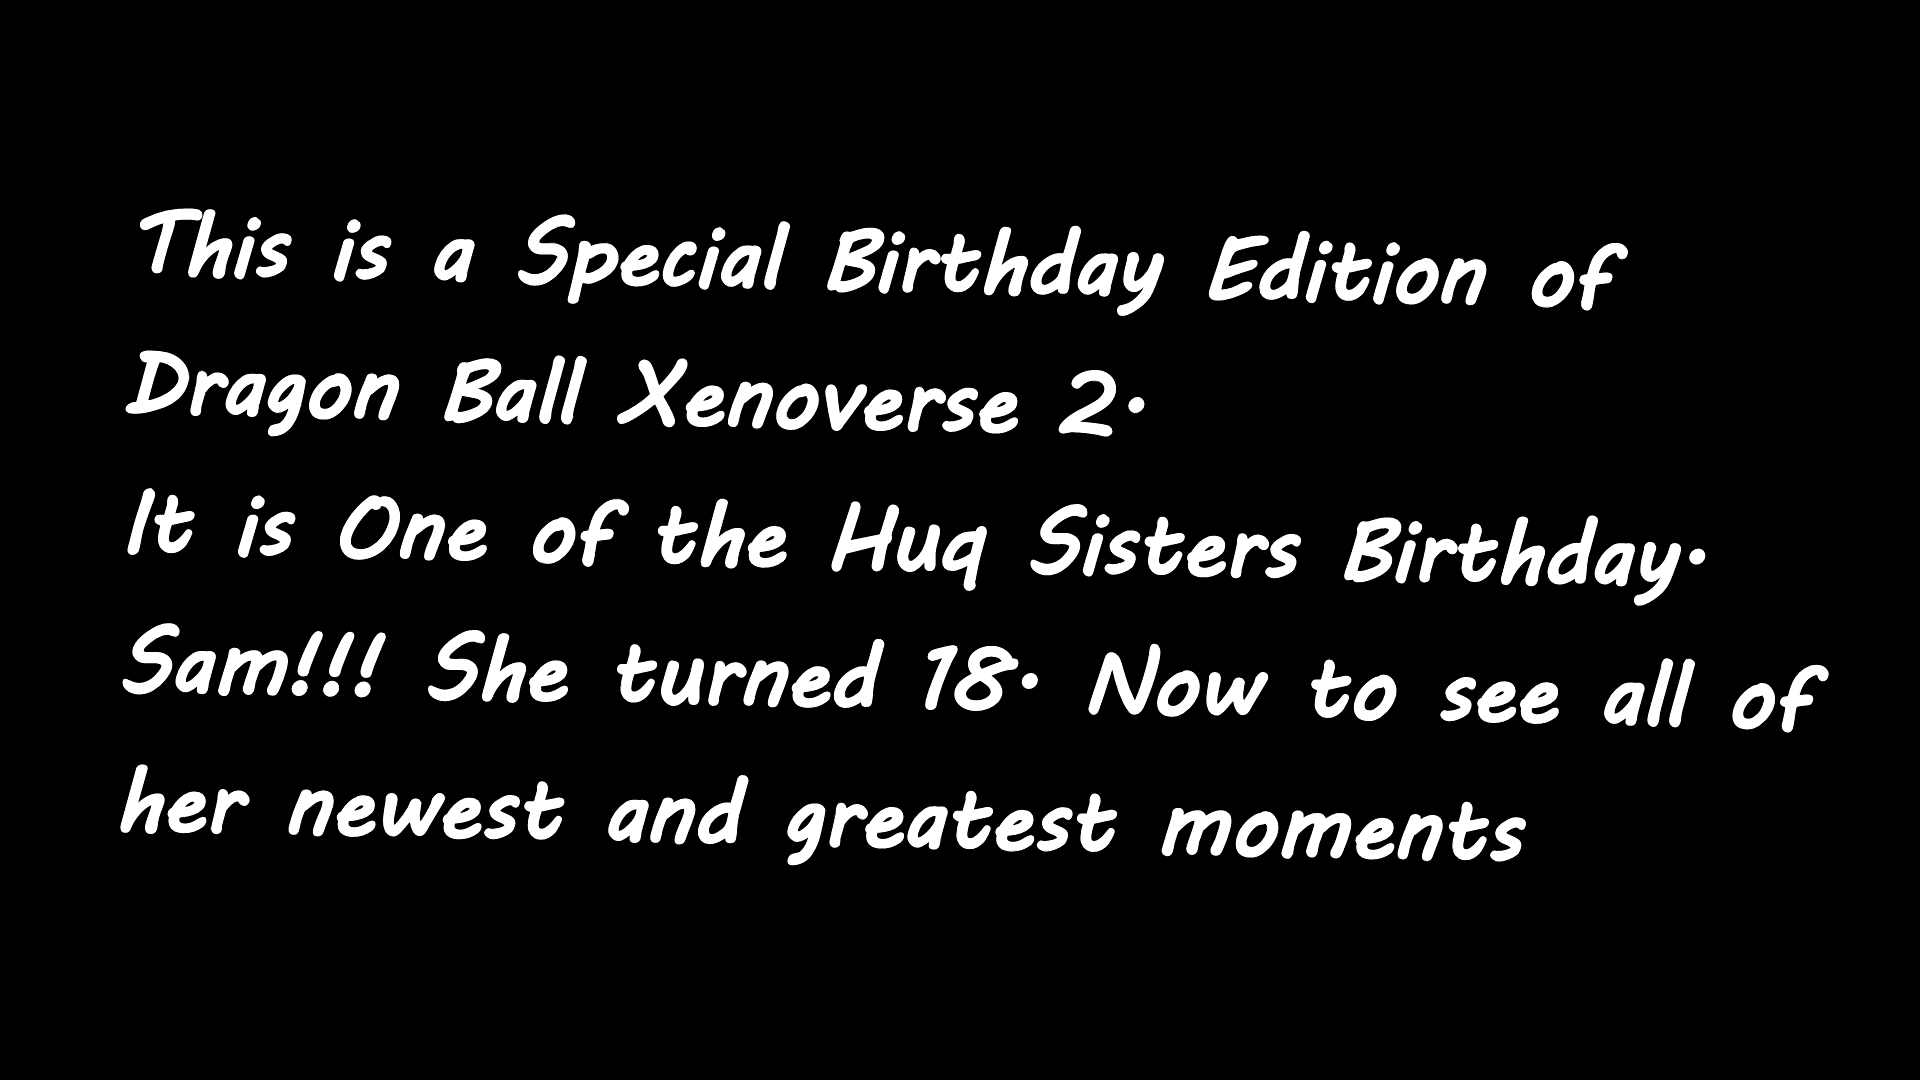 This is a Special Birthday Edition of
Dragon Ball Xenoverse 2.
It is One of the Huq Sisters Birthday.
Sam!!! She turned 18. Now to see all of
her newest and greatest moments